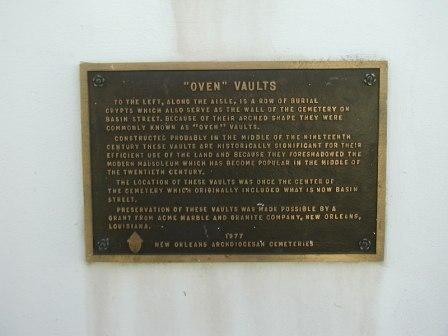 "OVEN" VAULTS
TO THE LEFT, ALONG THE AISLE, IS A ROW OF BURIAL
CRYPTS WHICH ALSO SERVE AS THE WALL OF THE CEMETERY ON
BASIN STREET. BECAUSE OF THEIR ARCHED SHAPE THEY WERE
COMMONLY KNOWN AS "OVEN" VAULTS.
CONSTRUCTED PROBABLY IN THE MIDDLE OF THE NINETEENTH
CENTURY THESE VAULTS ARE HISTORICALLY SIGNIFICANT FOR THEIR
EFFICIENT USE OF THE LAND AND BECAUSE THEY FORESHADOWED THE
MODERN MAUSOLEUM WHICH HAS BECOME POPULAR IN THE MIDDLE OF
THE TWENTIETH CENTURY.
THE LOCATION OF THESE VAULTS WAS ONCE THE CENTER OF
THE CEMETERY WHICH ORIGINALLY INCLUDED WHAT IS NOW BASIN
STREET.
PRESERVATION OF THESE VAULTS WAS MADE POSSIBLE BY A
GRANT FROM ACME MARBLE AND GRANITE COMPANY, NEW ORLEANS,
LOUISIANA.
1977
NEW ORLEANS ARCHDIOCESAN CEMETERIES